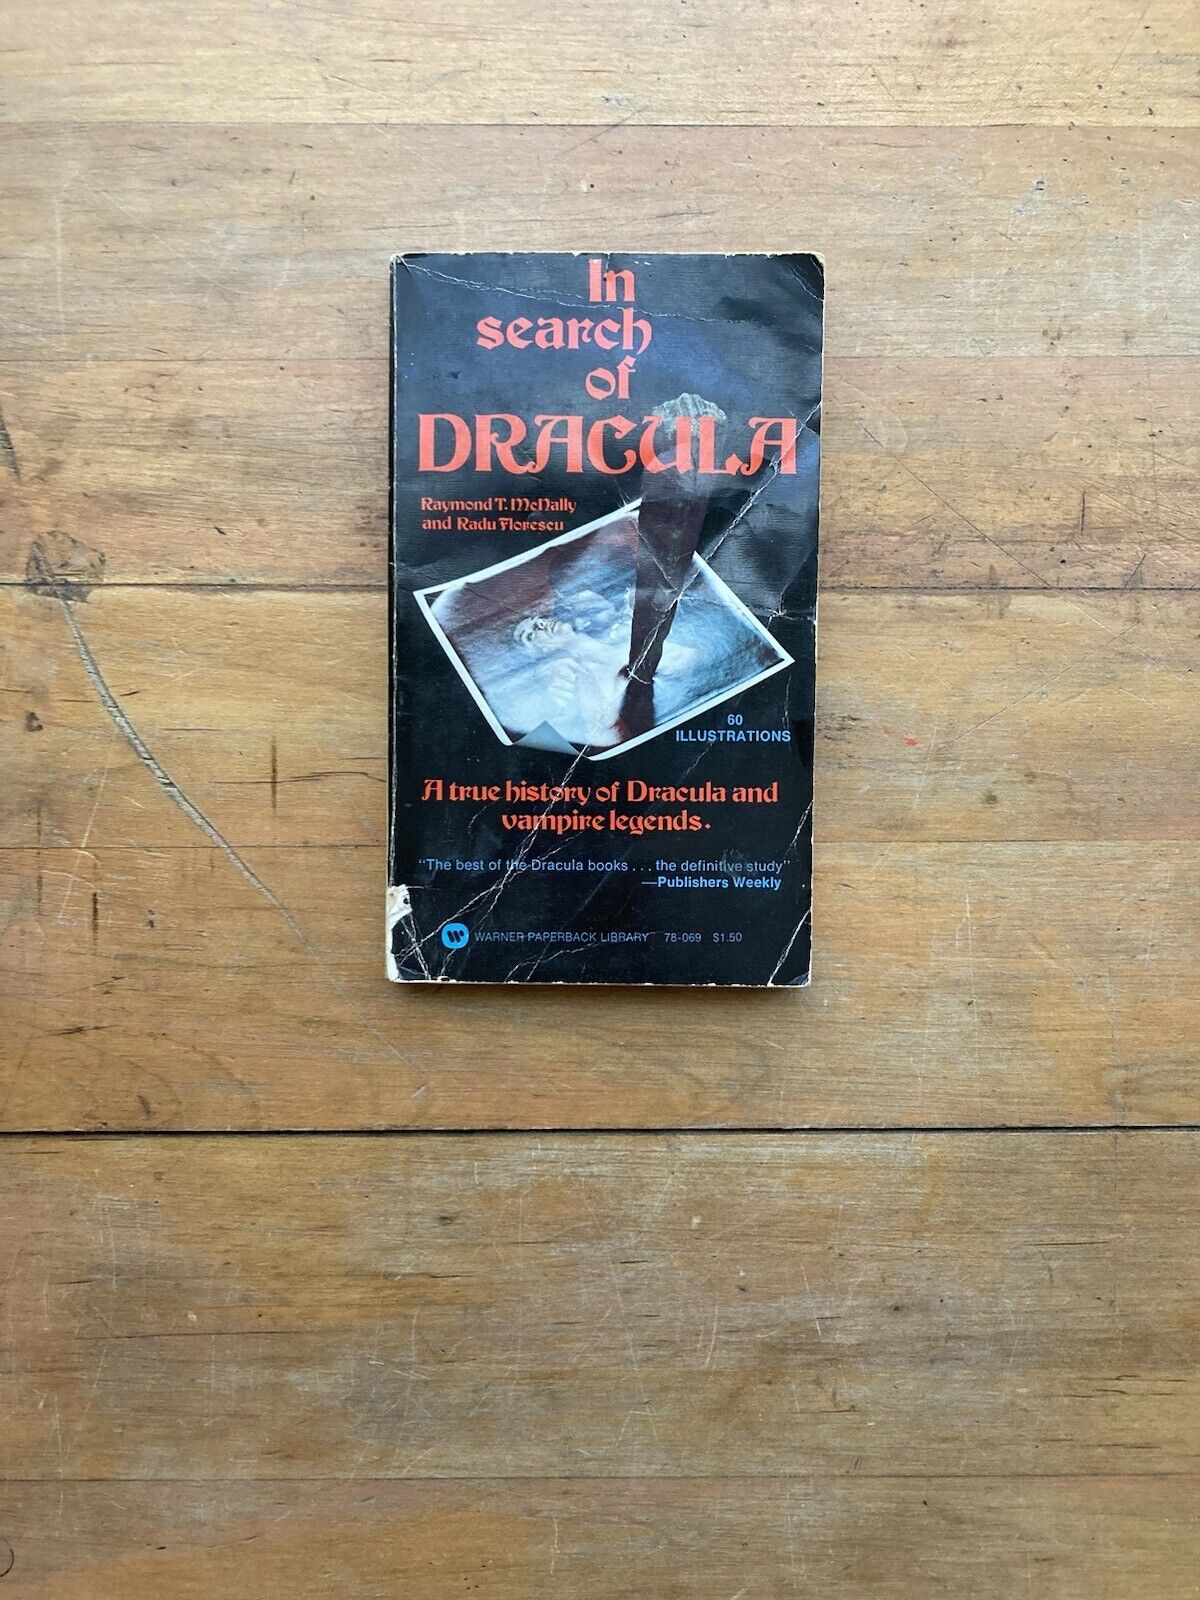 In
search
of
DRACULA
Raymond T. McNally
and Radu Florescu
60
ILLUSTRATIONS
A true history of Dracula and
vampire legends.
"The best of the Dracula books . . . the definitive study"
—Publishers Weekly
WARNER PAPERBACK LIBRARY 78-069 $1.50